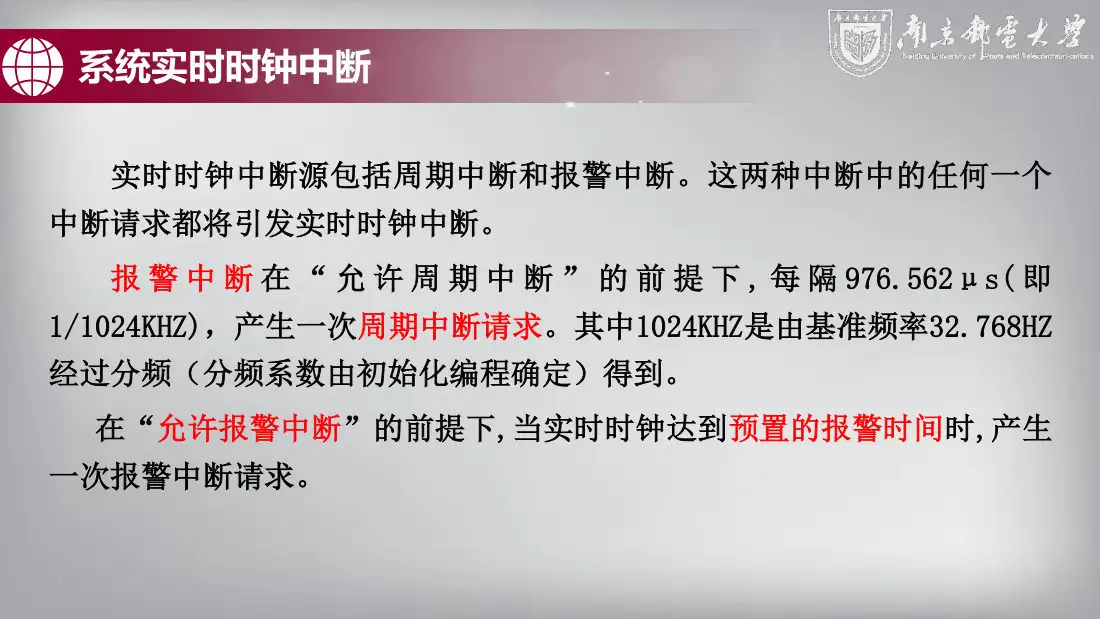 系统实时时钟中断
南京邮电大学
Nanjing University of Posts and Telecommunications
实时时钟中断源包括周期中断和报警中断。这两种中断中的任何一个
中断请求都将引发实时时钟中断。
报警中断在“允许周期中断”的前提下,每隔976.562μs(即
1/1024KHZ)，产生一次周期中断请求。其中1024KHZ是由基准频率32.768HZ
经过分频（分频系数由初始化编程确定）得到。
在“允许报警中断”的前提下,当实时时钟达到预置的报警时间时,产生
一次报警中断请求。